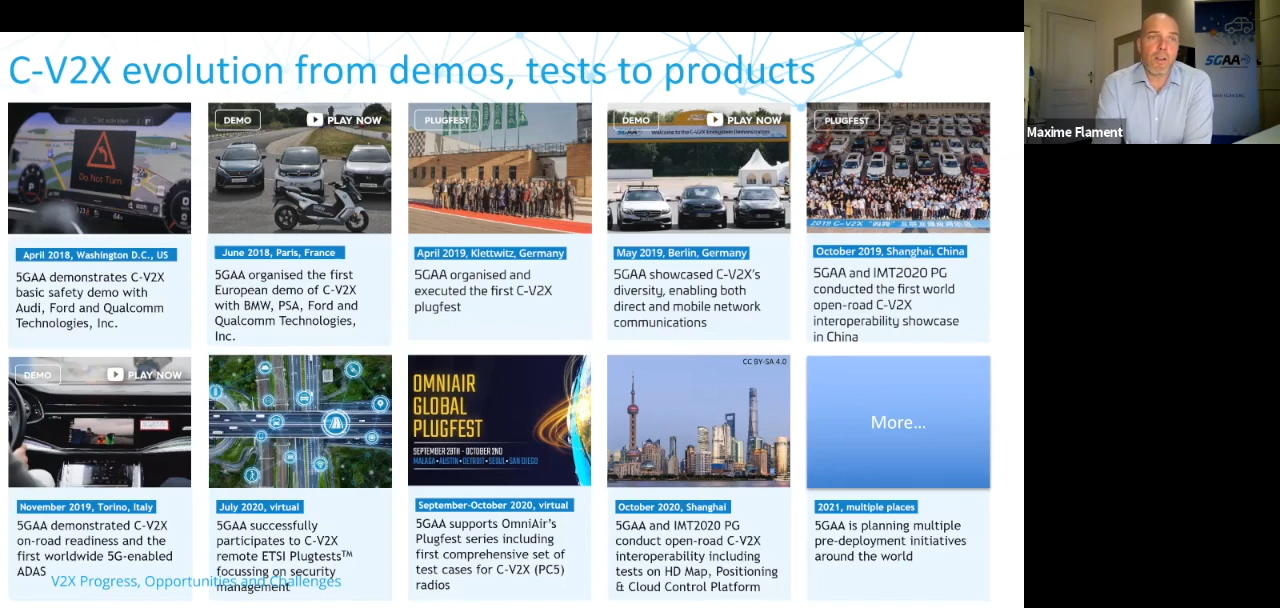 C-V2X evolution from demos, tests to products
5GAA
Maxime Flament
Do Not Turn
DEMO
PLAY NOW
PLUGFEST
DEMO
PLAY NOW
Welcome to the C-V2X Ecosystem Demonstration
PLUGFEST
April 2018, Washington D.C., US
5GAA demonstrates C-V2X
basic safety demo with
Audi, Ford and Qualcomm
Technologies, Inc.
June 2018, Paris, France
5GAA organised the first
European demo of C-V2X
with BMW, PSA, Ford and
Qualcomm Technologies,
Inc.
April 2019, Klettwitz, Germany
5GAA organised and
executed the first C-V2X
plugfest
May 2019, Berlin, Germany
5GAA showcased C-V2X's
diversity, enabling both
direct and mobile network
communications
October 2019, Shanghai, China
5GAA and IMT2020 PG
conducted the first world
open-road C-V2X
interoperability showcase
in China
DEMO
PLAY NOW
OMNIAIR
GLOBAL
PLUGFEST
SEPTEMBER 28TH - OCTOBER 2ND
MALAGA•AUSTIN•DETROIT•SEOUL•SAN DIEGO
CC BY-SA 4.0
More...
November 2019, Torino, Italy
5GAA demonstrated C-V2X
on-road readiness and the
first worldwide 5G-enabled
ADAS
July 2020, virtual
5GAA successfully
participates to C-V2X
remote ETSI Plugtests™
focussing on security
management
September-October 2020, virtual
5GAA supports OmniAir's
Plugfest series including
first comprehensive set of
test cases for C-V2X (PC5)
radios
October 2020, Shanghai
5GAA and IMT2020 PG
conduct open-road C-V2X
interoperability including
tests on HD Map, Positioning
& Cloud Control Platform
2021, multiple places
5GAA is planning multiple
pre-deployment initiatives
around the world
V2X Progress, Opportunities and Challenges